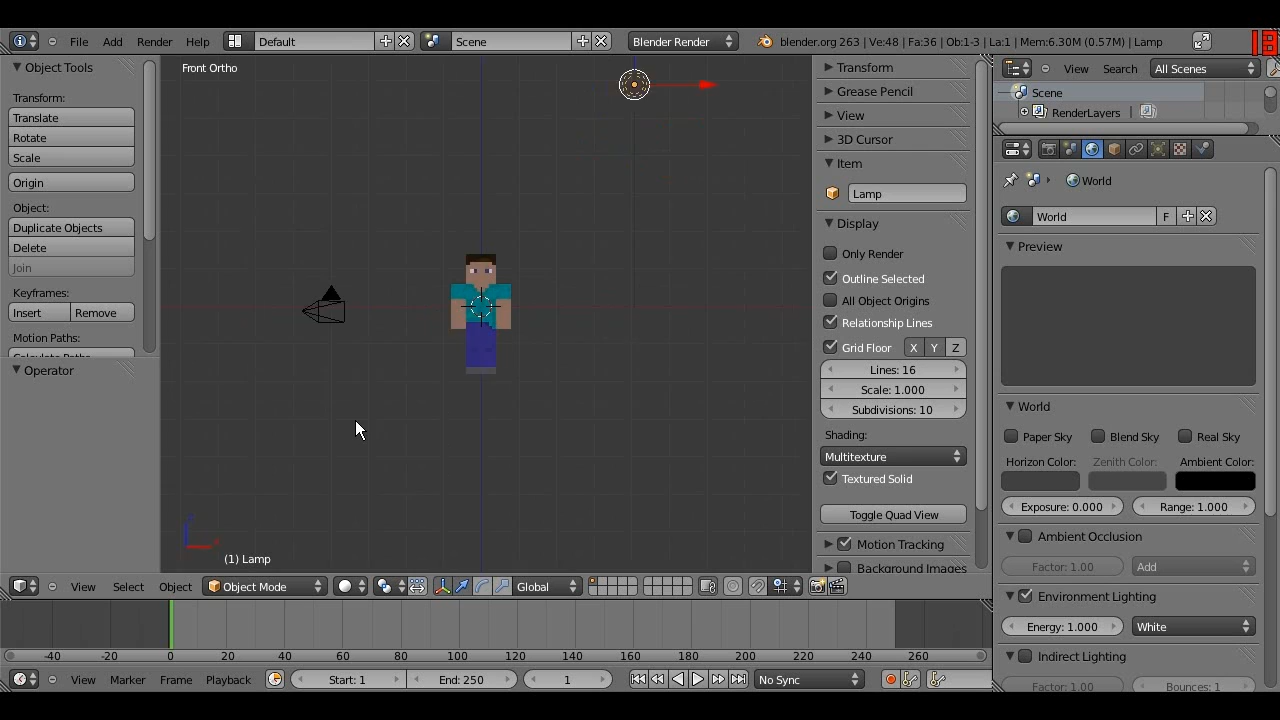 File Add Render Help Default Scene Blender Render blender.org 263 | Ve:48 | Fa:36 | Ob:1-3 | La:1 | Mem:6.30M (0.57M) | Lamp
Object Tools
Transform:
Translate
Rotate
Scale
Origin
Object:
Duplicate Objects
Delete
Join
Keyframes:
Insert Remove
Motion Paths:
Operator
Front Ortho
(1) Lamp
Transform
Grease Pencil
View
3D Cursor
Item
Lamp
Display
Only Render
Outline Selected
All Object Origins
Relationship Lines
Grid Floor X Y Z
Lines: 16
Scale: 1.000
Subdivisions: 10
Shading:
Multitexture
Textured Solid
Toggle Quad View
Motion Tracking
Background Images
View Search All Scenes
Scene
RenderLayers
World
World F
Preview
World
Paper Sky Blend Sky Real Sky
Horizon Color: Zenith Color: Ambient Color:
Exposure: 0.000 Range: 1.000
Ambient Occlusion
Factor: 1.00 Add
Environment Lighting
Energy: 1.000 White
Indirect Lighting
Factor: 1.00 Bounces: 1
View Select Object Object Mode Global
-40 -20 0 20 40 60 80 100 120 140 160 180 200 220 240 260
View Marker Frame Playback Start: 1 End: 250 1 No Sync